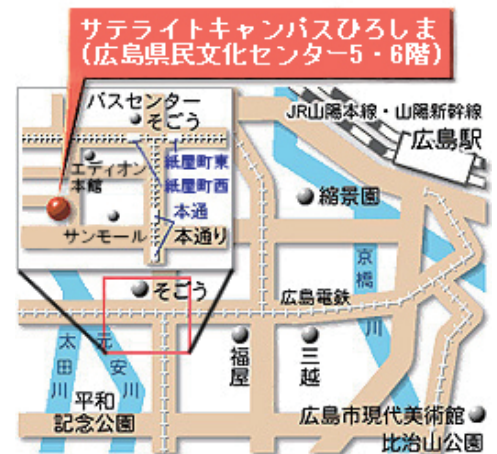 サテライトキャンパスひろしま
(広島県民文化センター5・6階)
バスセンター
そごう
エディオン
本館
紙屋町東
紙屋町西
本通
サンモール
本通り
JR山陽本線・山陽新幹線
広島駅
縮景園
京橋川
そごう
広島電鉄
太田川
元安川
福屋
三越
平和
記念公園
広島市現代美術館
比治山公園